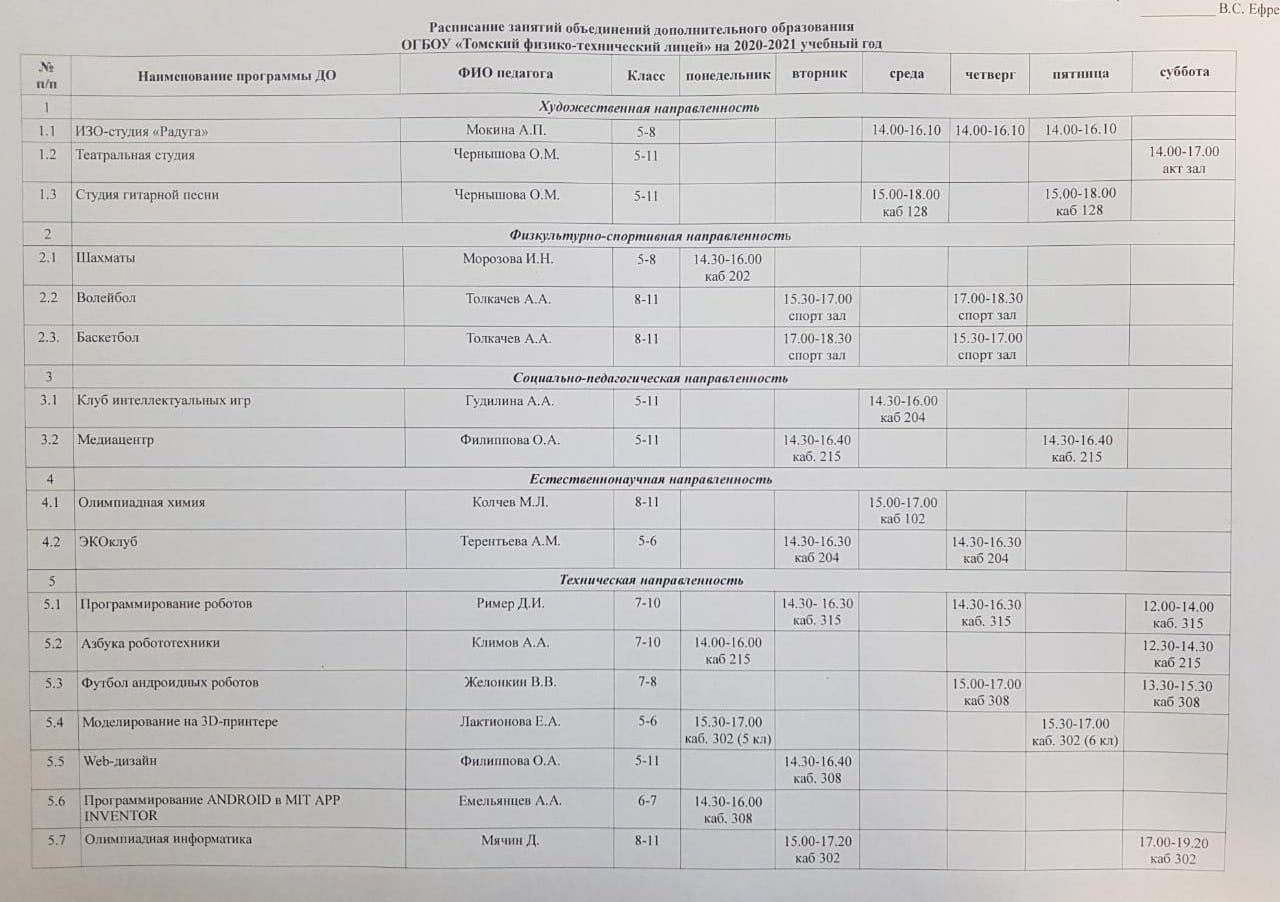 В.С. Ефре
Расписание занятий объединений дополнительного образования
ОГБОУ «Томский физико-технический лицей» на 2020-2021 учебный год
№ п/п Наименование программы ДО ФИО педагога Класс понедельник вторник среда четверг пятница суббота
1 Художественная направленность
1.1 ИЗО-студия «Радуга» Мокина А.П. 5-8 14.00-16.10 14.00-16.10 14.00-16.10
1.2 Театральная студия Чернышова О.М. 5-11 14.00-17.00
акт зал
1.3 Студия гитарной песни Чернышова О.М. 5-11 15.00-18.00 15.00-18.00
каб 128 каб 128
2 Физкультурно-спортивная направленность
2.1 Шахматы Морозова И.Н. 5-8 14.30-16.00
каб 202
2.2 Волейбол Толкачев А.А. 8-11 15.30-17.00 17.00-18.30
спорт зал спорт зал
2.3. Баскетбол Толкачев А.А. 8-11 17.00-18.30 15.30-17.00
спорт зал спорт зал
3 Социально-педагогическая направленность
3.1 Клуб интеллектуальных игр Гудилина А.А. 5-11 14.30-16.00
каб 204
3.2 Медиацентр Филиппова О.А. 5-11 14.30-16.40 14.30-16.40
каб. 215 каб. 215
4 Естественнонаучная направленность
4.1 Олимпиадная химия Колчев М.Л. 8-11 15.00-17.00
каб 102
4.2 ЭКОклуб Терентьева А.М. 5-6 14.30-16.30 14.30-16.30
каб 204 каб 204
5 Техническая направленность
5.1 Программирование роботов Ример Д.И. 7-10 14.30- 16.30 14.30-16.30 12.00-14.00
каб. 315 каб. 315 каб. 315
5.2 Азбука робототехники Климов А.А. 7-10 14.00-16.00 12.30-14.30
каб 215 каб 215
5.3 Футбол андроидных роботов Желонкин В.В. 7-8 15.00-17.00 13.30-15.30
каб 308 каб 308
5.4 Моделирование на 3D-принтере Лактионова Е.А. 5-6 15.30-17.00 15.30-17.00
каб. 302 (5 кл) каб. 302 (6 кл)
5.5 Web-дизайн Филиппова О.А. 5-11 14.30-16.40
каб. 308
5.6 Программирование ANDROID в MIT APP Емельянцев А.А. 6-7 14.30-16.00
INVENTOR каб. 308
5.7 Олимпиадная информатика Мячин Д. 8-11 15.00-17.20 17.00-19.20
каб 302 каб 302